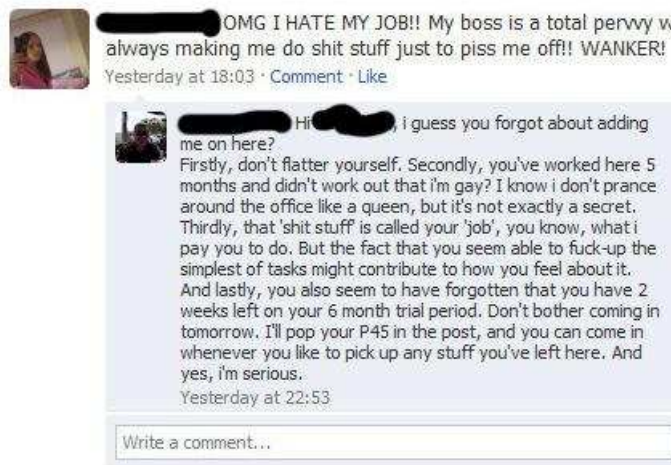 OMG I HATE MY JOB!! My boss is a total pervvy
always making me do shit stuff just to piss me off!! WANKER!
Yesterday at 18:03 · Comment · Like
Hi , i guess you forgot about adding
me on here?
Firstly, don't flatter yourself. Secondly, you've worked here 5
months and didn't work out that i'm gay? I know i don't prance
around the office like a queen, but it's not exactly a secret.
Thirdly, that 'shit stuff' is called your 'job', you know, what i
pay you to do. But the fact that you seem able to fuck-up the
simplest of tasks might contribute to how you feel about it.
And lastly, you also seem to have forgotten that you have 2
weeks left on your 6 month trial period. Don't bother coming in
tomorrow. I'll pop your P45 in the post, and you can come in
whenever you like to pick up any stuff you've left here. And
yes, i'm serious.
Yesterday at 22:53
Write a comment...